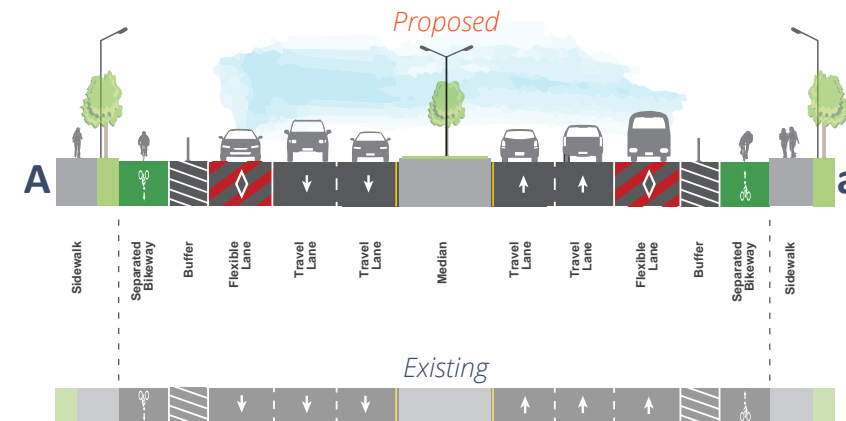 Proposed
A
a
Sidewalk
Separated
Bikeway
Buffer
Flexible
Lane
Travel
Lane
Travel
Lane
Median
Travel
Lane
Travel
Lane
Flexible
Lane
Buffer
Separated
Bikeway
Sidewalk
Existing